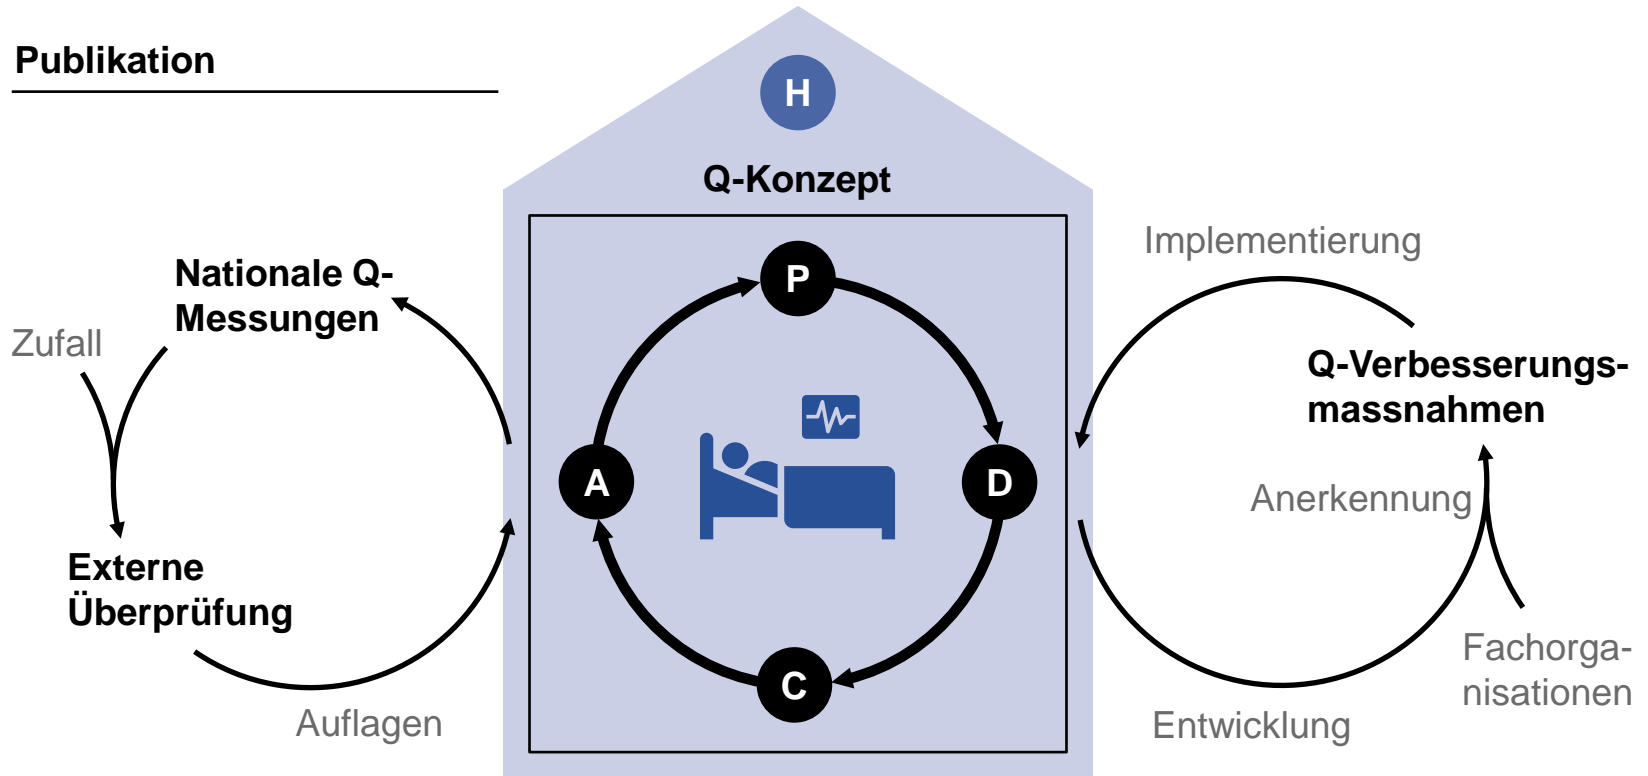 Publikation
H
Q-Konzept
P
D
C
A
Nationale Q-
Messungen
Zufall
Externe
Überprüfung
Auflagen
Implementierung
Q-Verbesserungs-
massnahmen
Anerkennung
Fachorga-
nisationen
Entwicklung